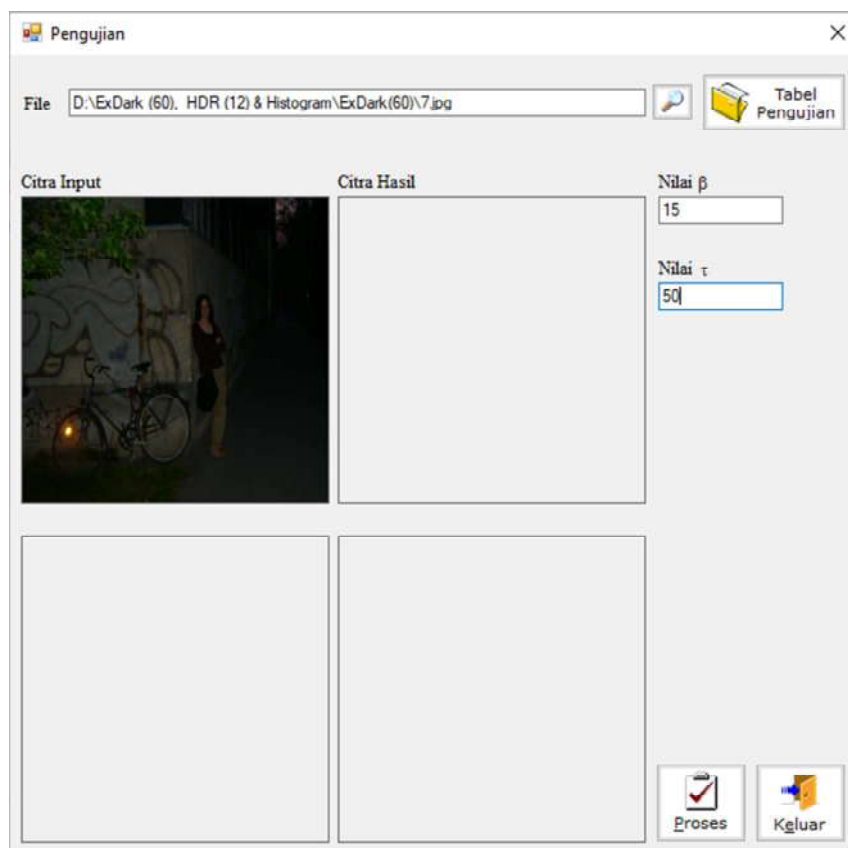 Pengujian
File
D:\ExDark (60), HDR (12) & Histogram\ExDark(60)\7.jpg
Tabel
Pengujian
Citra Input
Citra Hasil
Nilai β
15
Nilai τ
50
Proses
Keluar